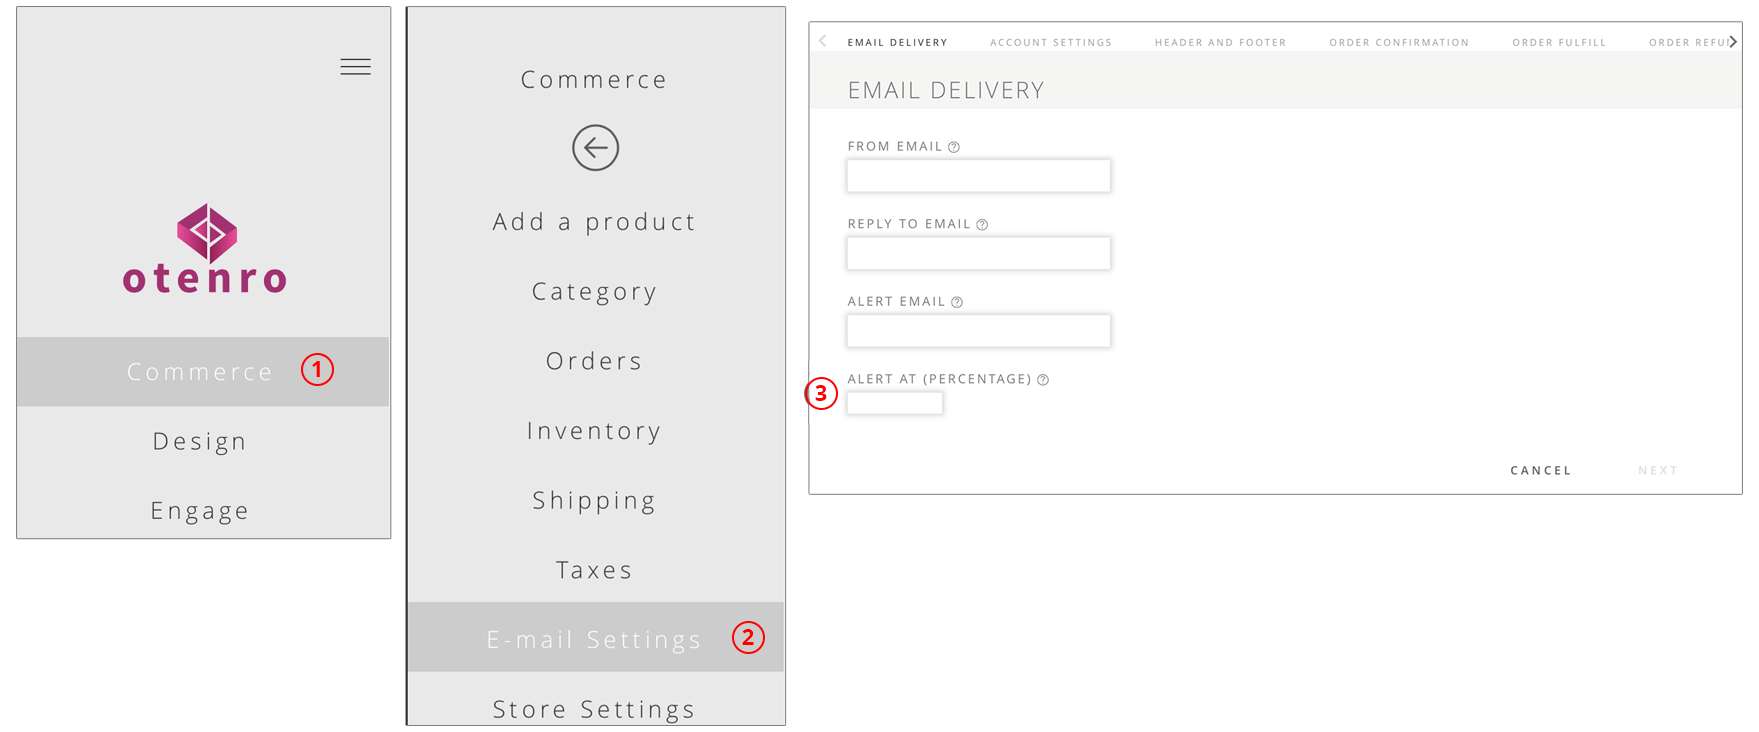 otenro
Commerce 1
Design
Engage
Commerce
Add a product
Category
Orders
Inventory
Shipping
Taxes
E-mail Settings 2
Store Settings
EMAIL DELIVERY ACCOUNT SETTINGS HEADER AND FOOTER ORDER CONFIRMATION ORDER FULFILL ORDER
EMAIL DELIVERY
FROM EMAIL ?
REPLY TO EMAIL ?
ALERT EMAIL ?
ALERT AT (PERCENTAGE) ?
3
CANCEL NEXT